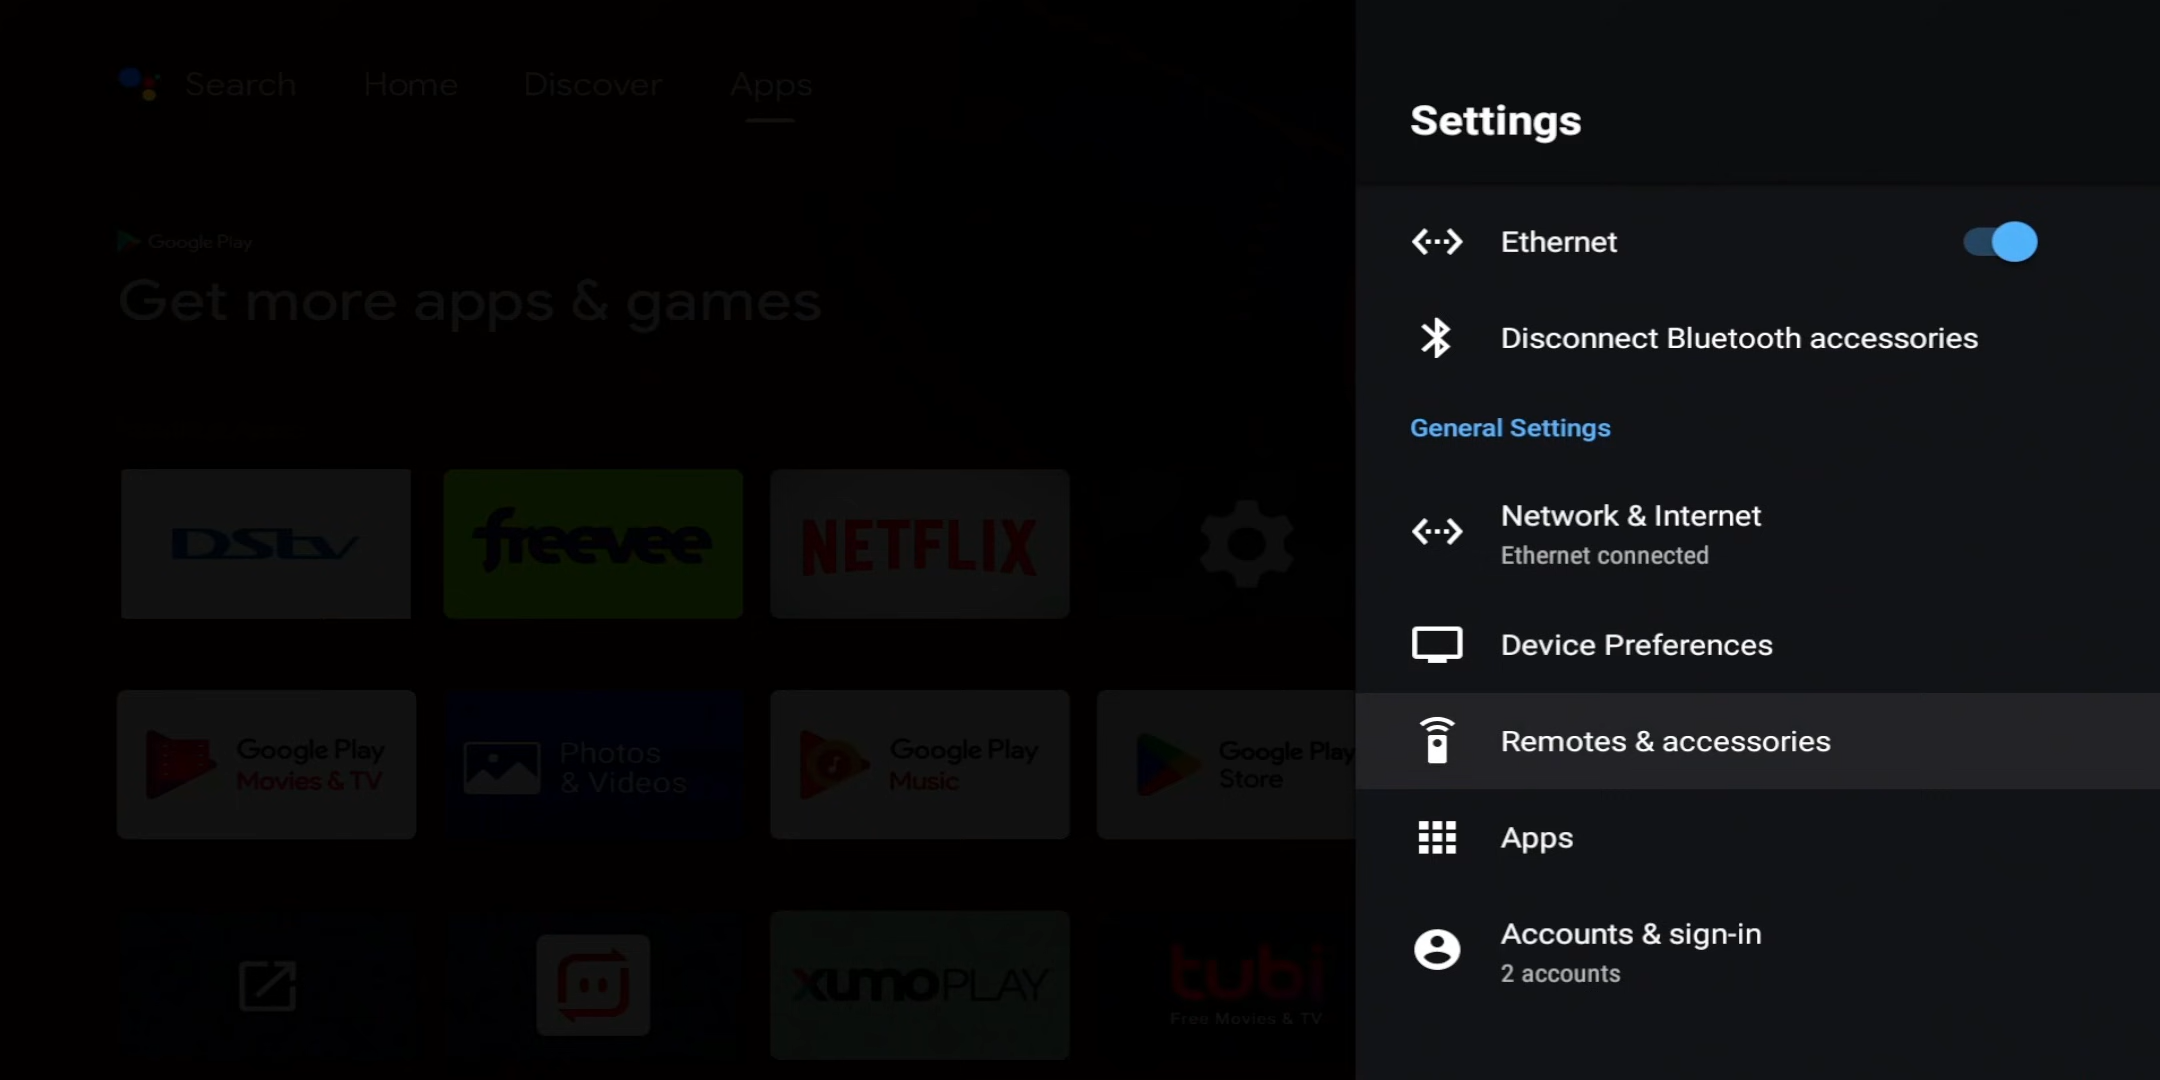 Search
Home
Discover
Apps
Google Play
Get more apps & games
DStv
freevee
NETFLIX
Google Play
Movies & TV
Photos
& Videos
Google Play
Music
Google Play
Store
xumoPLAY
tubi
Free Movies & TV
Settings
Ethernet
Disconnect Bluetooth accessories
General Settings
Network & Internet
Ethernet connected
Device Preferences
Remotes & accessories
Apps
Accounts & sign-in
2 accounts